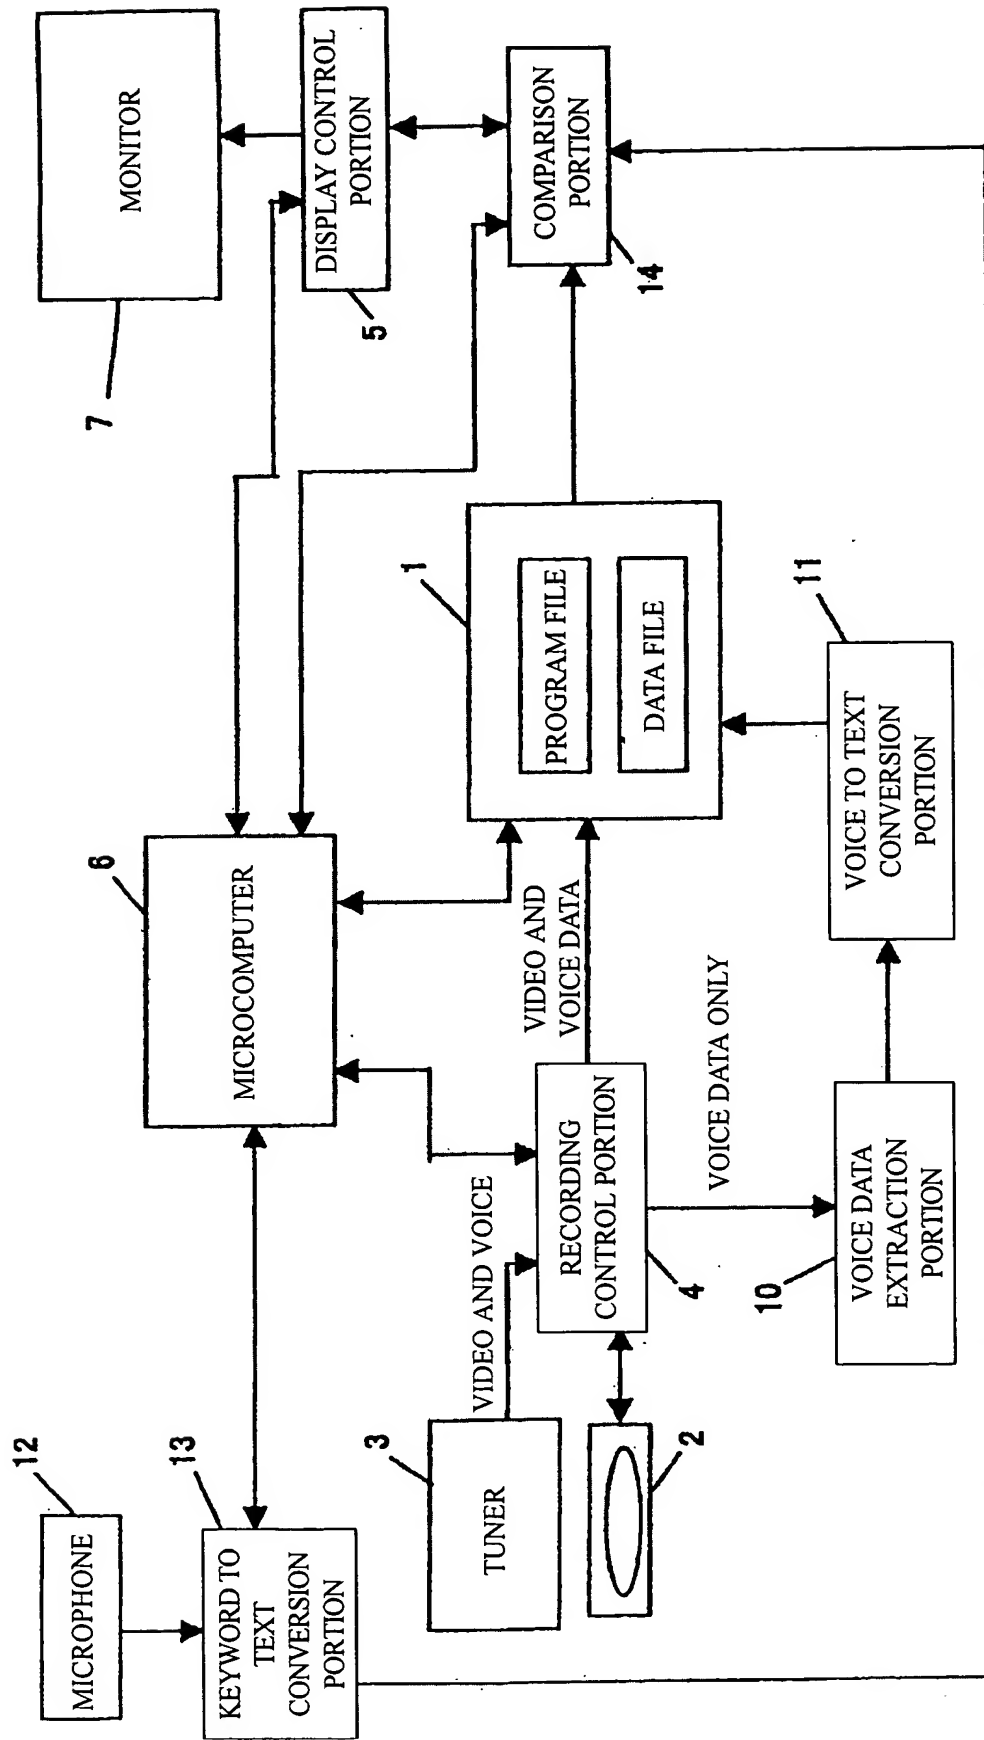 12
MICROPHONE
13
KEYWORD TO
TEXT
CONVERSION
PORTION
6
MICROCOMPUTER
7
MONITOR
5
DISPLAY CONTROL
PORTION
3
TUNER
VIDEO AND VOICE
2
RECORDING
CONTROL PORTION
4
VIDEO AND
VOICE DATA
1
PROGRAM FILE
DATA FILE
COMPARISON
PORTION
14
VOICE DATA ONLY
10
VOICE DATA
EXTRACTION
PORTION
11
VOICE TO TEXT
CONVERSION
PORTION